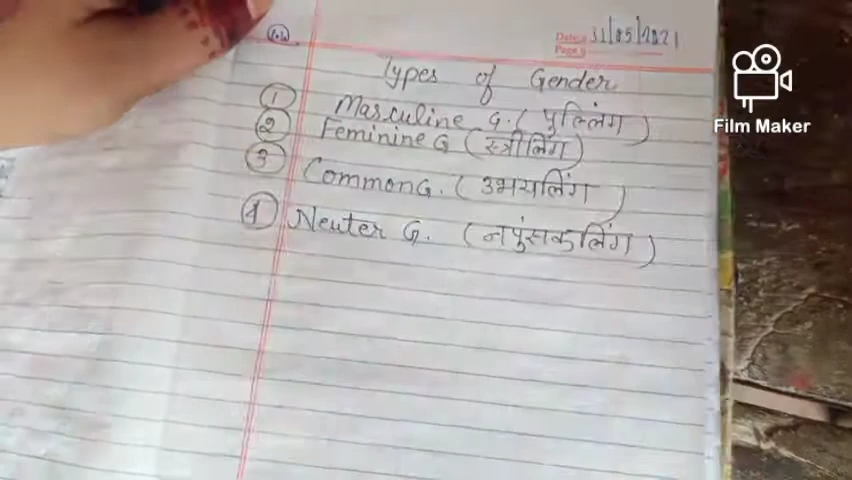 Date: 31/05/2021
Page
Types of Gender
1 Masculine G. ( पुल्लिंग )
2 Feminine G ( स्त्रीलिंग )
3 Common G. ( उभयलिंग )
4 Neuter G. ( नपुंसकलिंग )
Film Maker